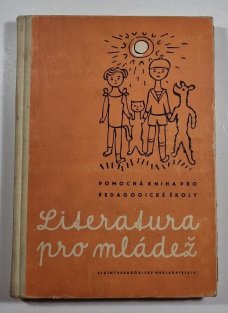 POMOCNÁ KNIHA PRO
PEDAGOGICKÉ ŠKOLY
Literatura
pro mládež
STÁTNÍ PEDAGOGICKÉ NAKLADATELSTVÍ